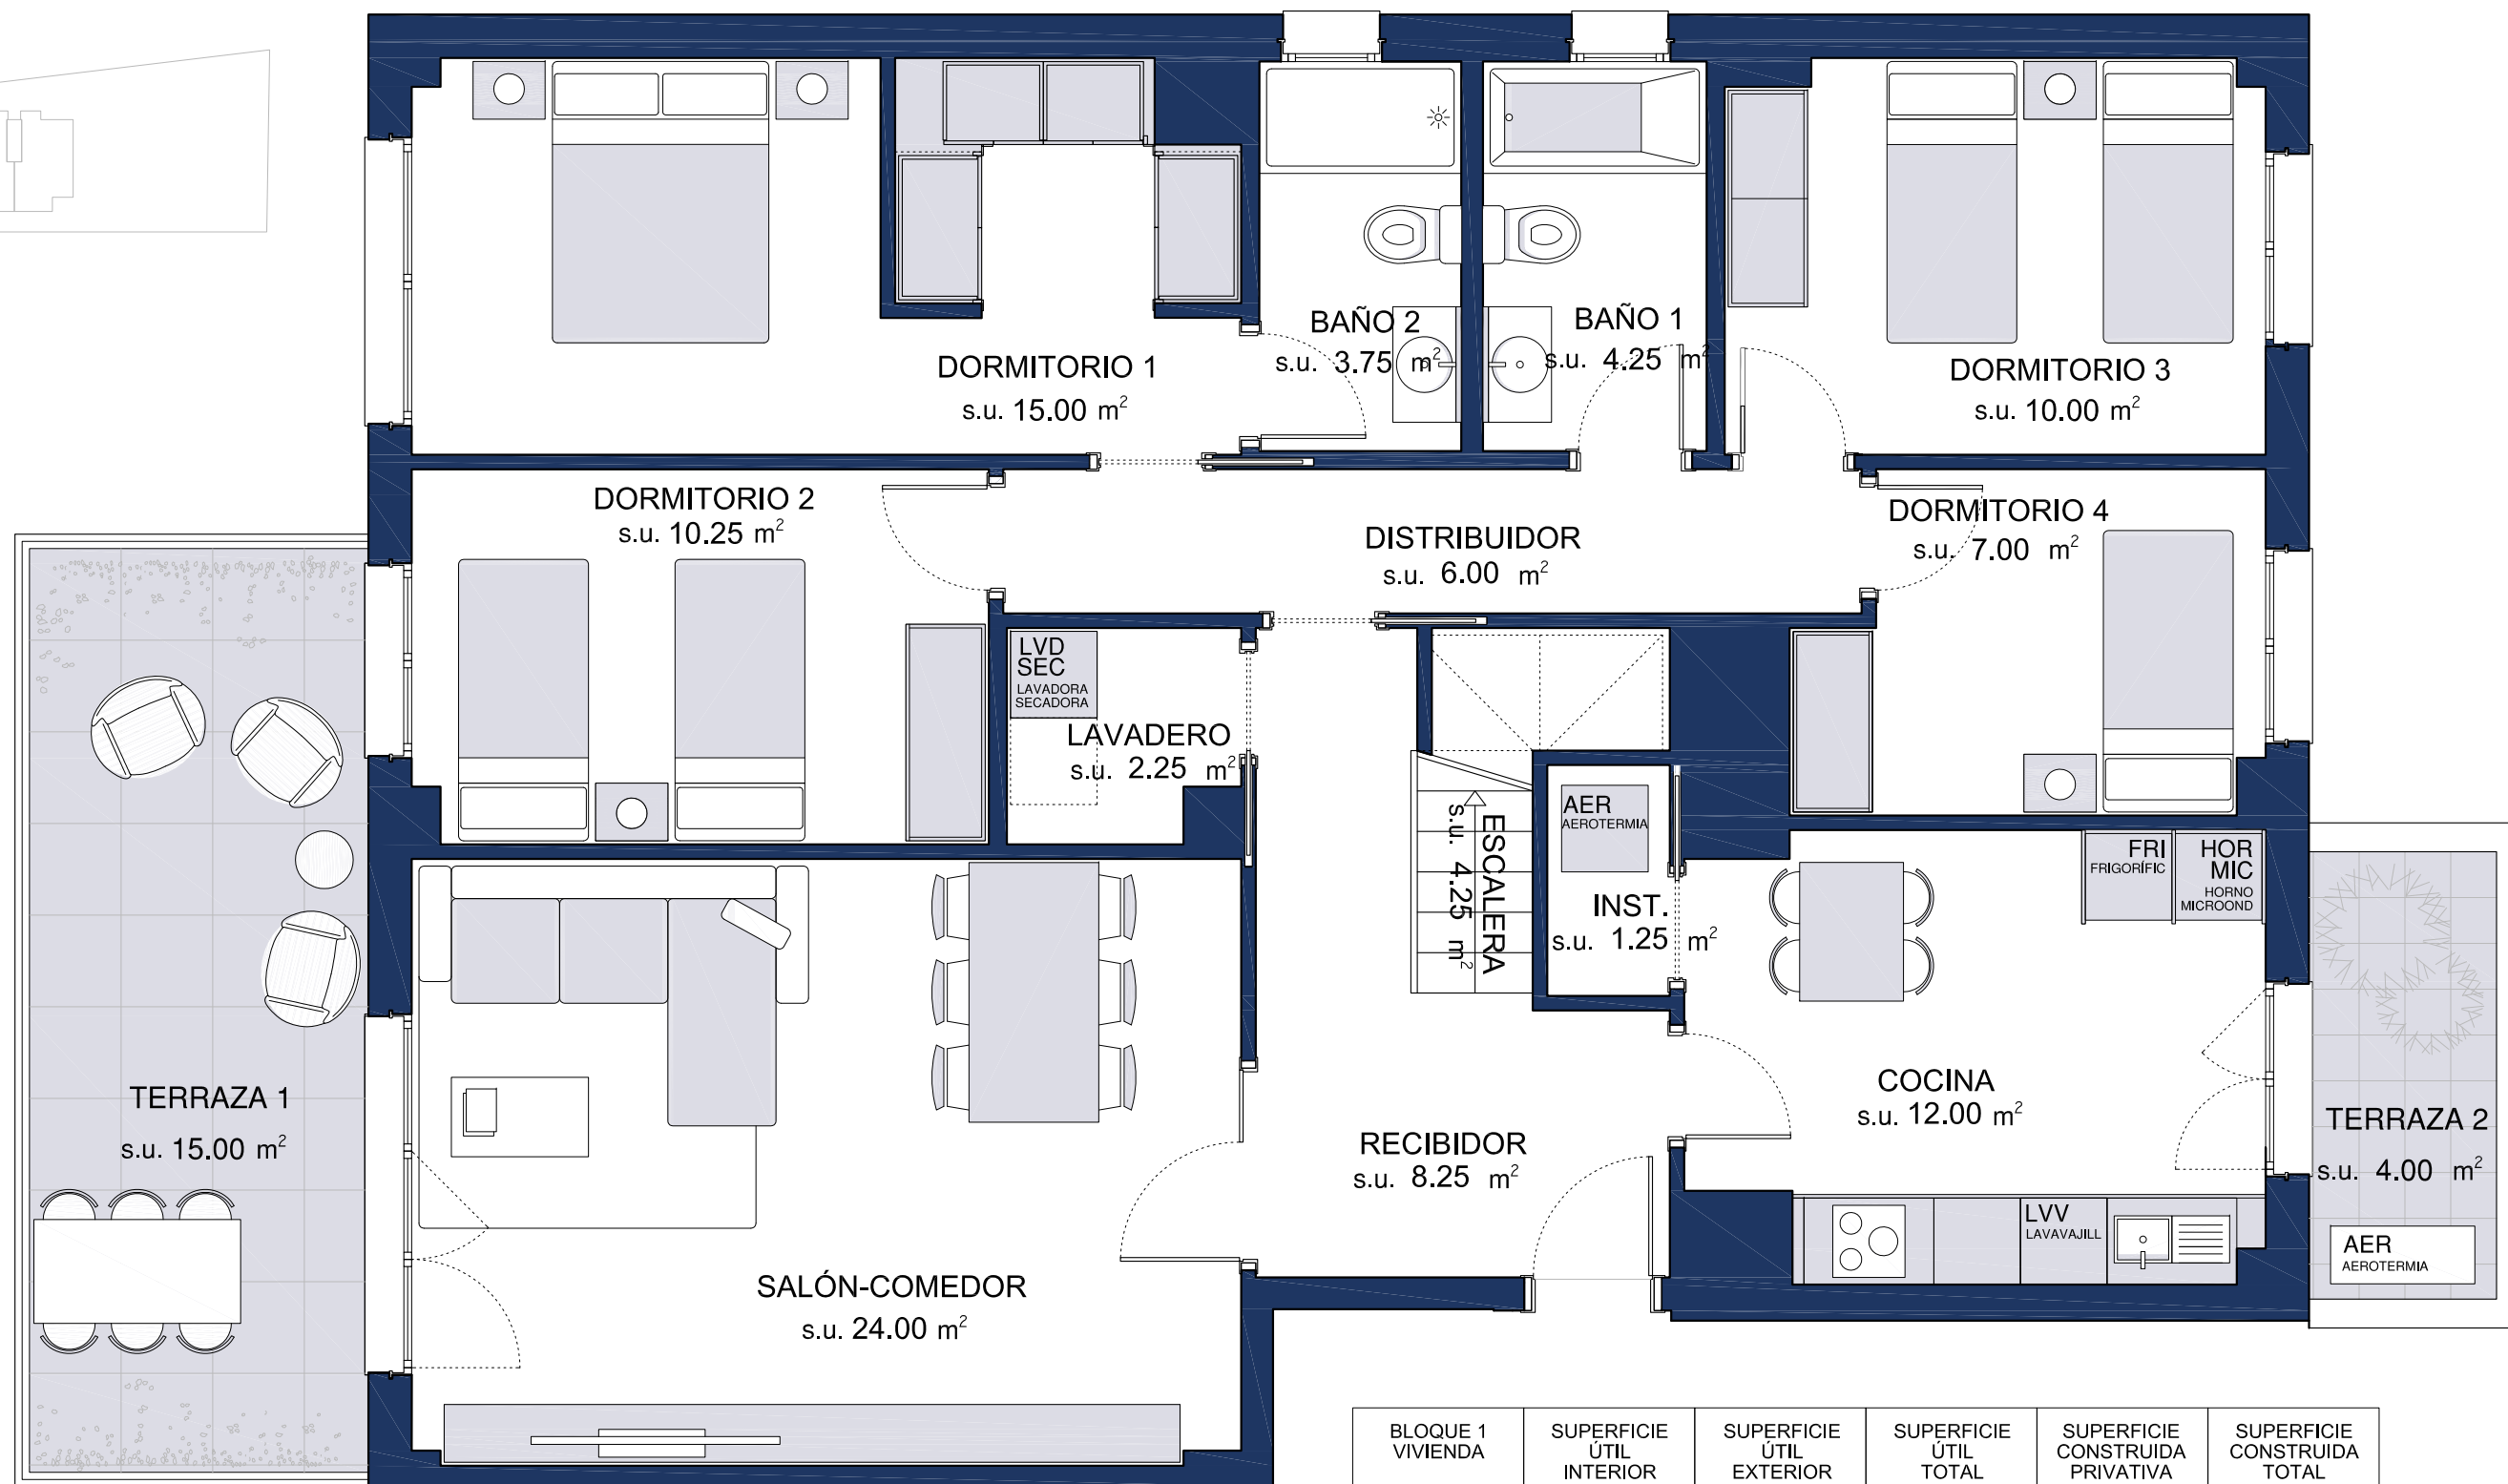 BAÑO 2
s.u. 3.75 m²
BAÑO 1
s.u. 4.25 m²
DORMITORIO 1
s.u. 15.00 m²
DORMITORIO 3
s.u. 10.00 m²
DORMITORIO 2
s.u. 10.25 m²
DISTRIBUIDOR
s.u. 6.00 m²
DORMITORIO 4
s.u. 7.00 m²
LVD
SEC
LAVADORA
SECADORA
LAVADERO
s.u. 2.25 m²
ESCALERA
s.u. 4.25 m²
AER
AEROTERMIA
INST.
s.u. 1.25 m²
FRI
FRIGORÍFIC
HOR
MIC
HORNO
MICROOND
TERRAZA 1
s.u. 15.00 m²
COCINA
s.u. 12.00 m²
RECIBIDOR
s.u. 8.25 m²
TERRAZA 2
s.u. 4.00 m²
LVV
LAVAVAJILL
AER
AEROTERMIA
SALÓN-COMEDOR
s.u. 24.00 m²
BLOQUE 1
VIVIENDA
SUPERFICIE
ÚTIL
INTERIOR
SUPERFICIE
ÚTIL
EXTERIOR
SUPERFICIE
ÚTIL
TOTAL
SUPERFICIE
CONSTRUIDA
PRIVATIVA
SUPERFICIE
CONSTRUIDA
TOTAL